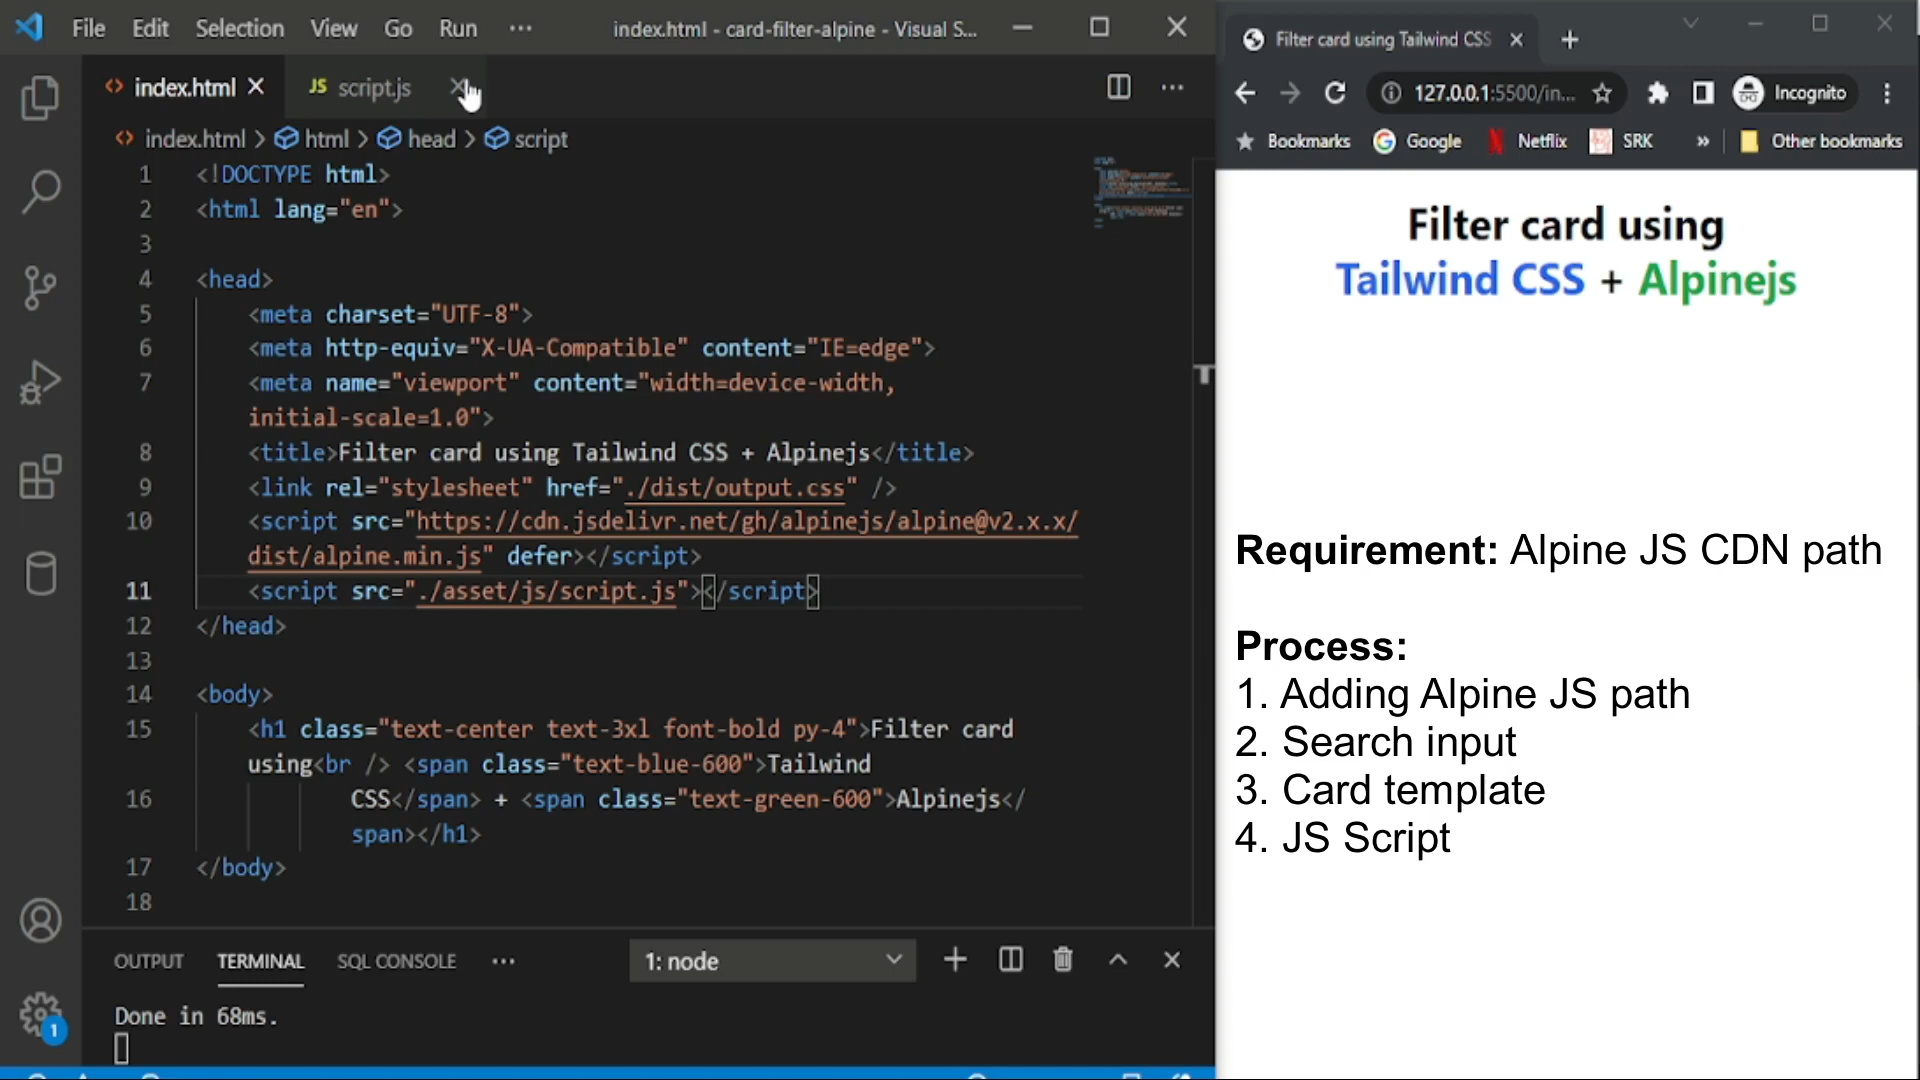 File Edit Selection View Go Run ··· index.html - card-filter-alpine - Visual S...
index.html JS script.js
index.html > html > head > script
1 <!DOCTYPE html>
2 <html lang="en">
3
4 <head>
5 <meta charset="UTF-8">
6 <meta http-equiv="X-UA-Compatible" content="IE=edge">
7 <meta name="viewport" content="width=device-width,
initial-scale=1.0">
8 <title>Filter card using Tailwind CSS + Alpinejs</title>
9 <link rel="stylesheet" href="./dist/output.css" />
10 <script src="https://cdn.jsdelivr.net/gh/alpinejs/alpine@v2.x.x/
dist/alpine.min.js" defer></script>
11 <script src="./asset/js/script.js"></script>
12 </head>
13
14 <body>
15 <h1 class="text-center text-3xl font-bold py-4">Filter card
using<br /> <span class="text-blue-600">Tailwind
16 CSS</span> + <span class="text-green-600">Alpinejs</
span></h1>
17 </body>
18
OUTPUT TERMINAL SQL CONSOLE ··· 1: node
Done in 68ms.
1
Filter card using Tailwind CSS
127.0.0.1:5500/in... Incognito
Bookmarks Google Netflix SRK » Other bookmarks
Filter card using
Tailwind CSS + Alpinejs
Requirement: Alpine JS CDN path
Process:
1. Adding Alpine JS path
2. Search input
3. Card template
4. JS Script